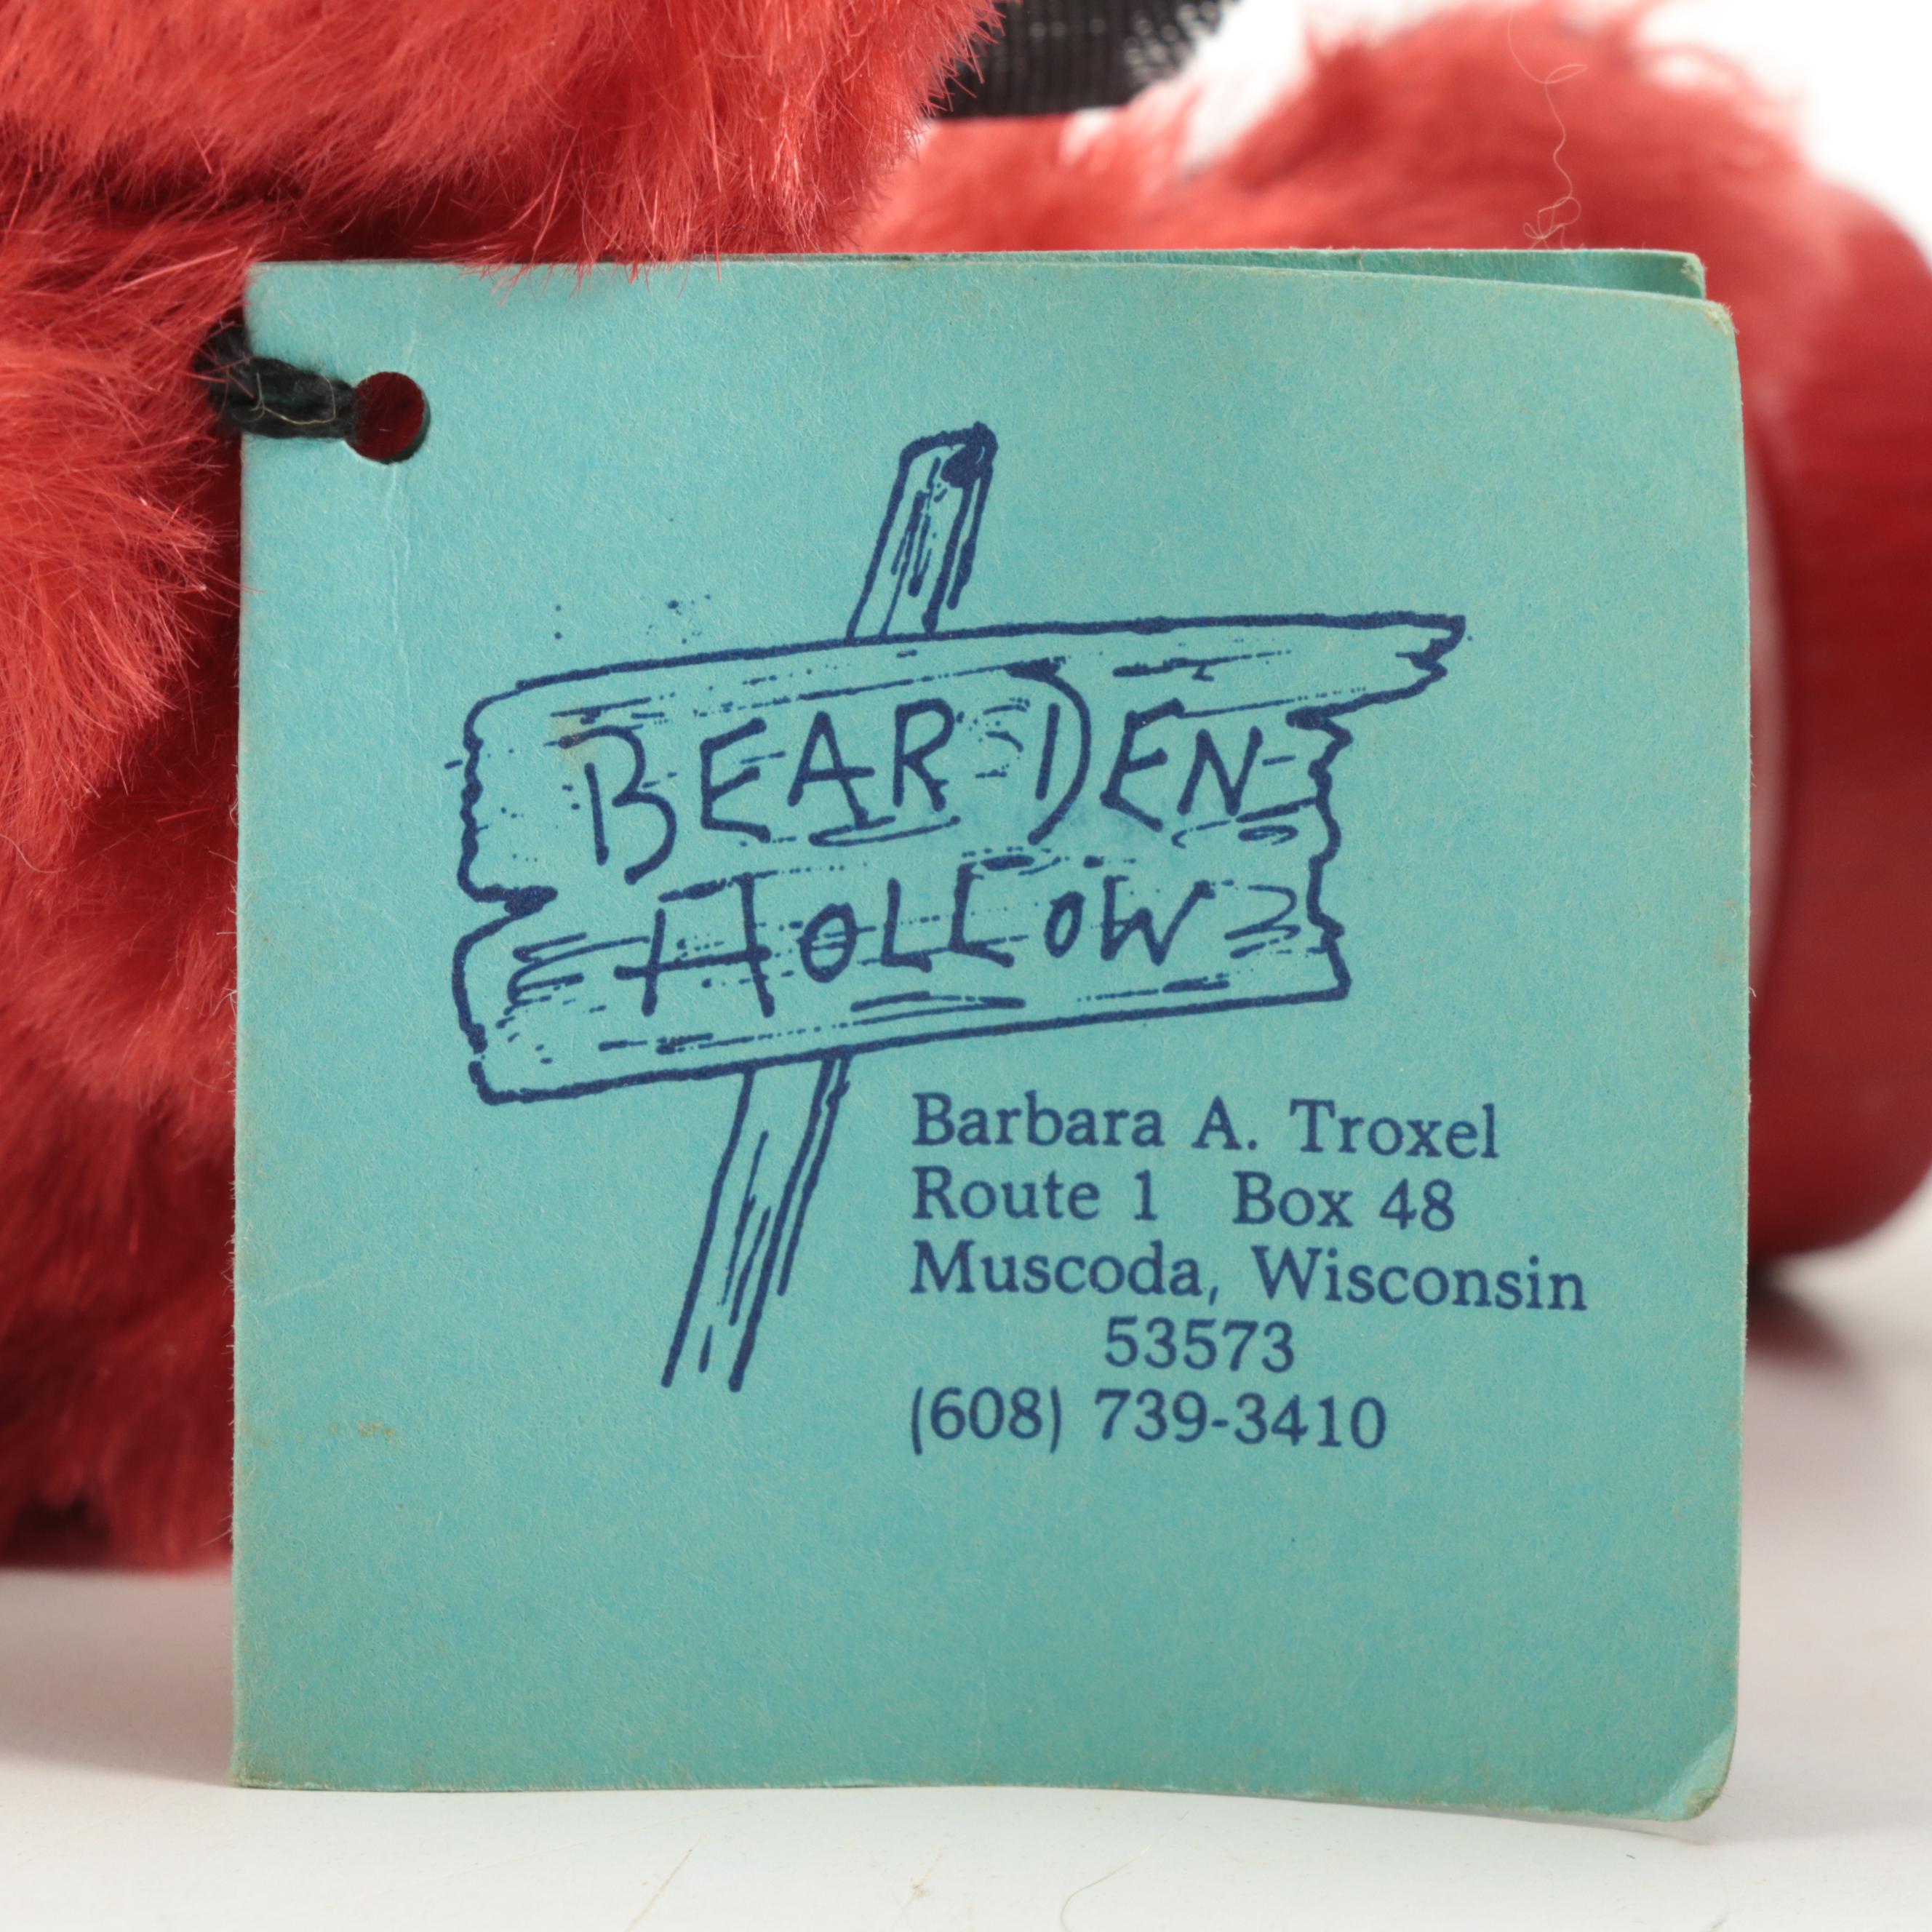 BEAR DEN
HOLLOW
Barbara A. Troxel
Route 1 Box 48
Muscoda, Wisconsin
53573
(608) 739-3410